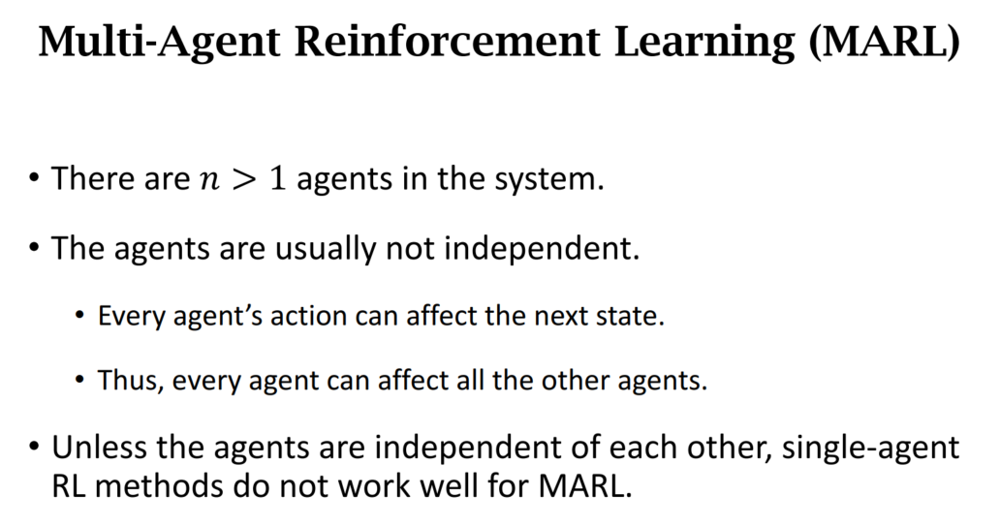 Multi-Agent Reinforcement Learning (MARL)
• There are n > 1 agents in the system.
• The agents are usually not independent.
• Every agent’s action can affect the next state.
• Thus, every agent can affect all the other agents.
• Unless the agents are independent of each other, single-agent
RL methods do not work well for MARL.